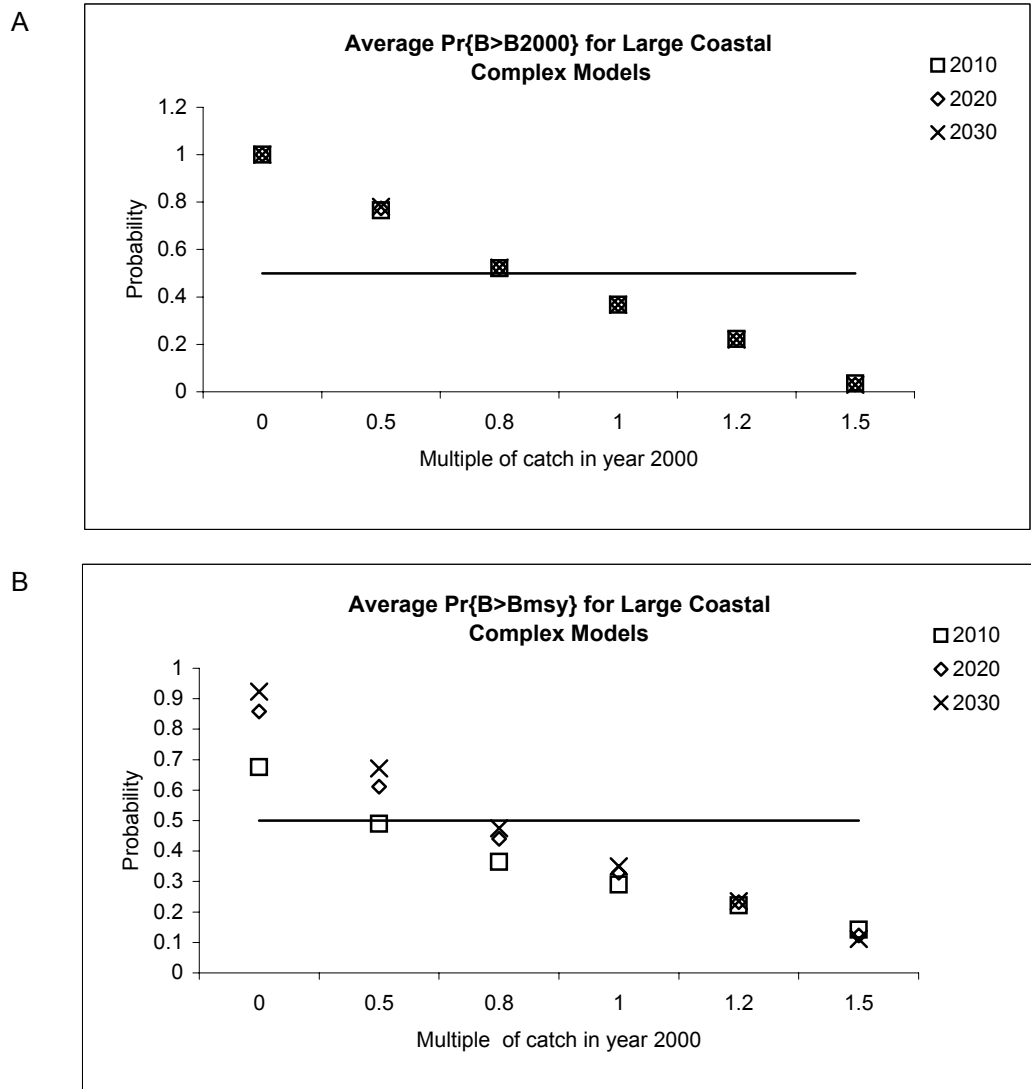 A
Average Pr{B>B2000} for Large Coastal
Complex Models
2010
2020
2030
1.2
1
0.8
0.6
0.4
0.2
0
Probability
0 0.5 0.8 1 1.2 1.5
Multiple of catch in year 2000
B
Average Pr{B>Bmsy} for Large Coastal
Complex Models
2010
2020
2030
1
0.9
0.8
0.7
0.6
0.5
0.4
0.3
0.2
0.1
0
Probability
0 0.5 0.8 1 1.2 1.5
Multiple of catch in year 2000